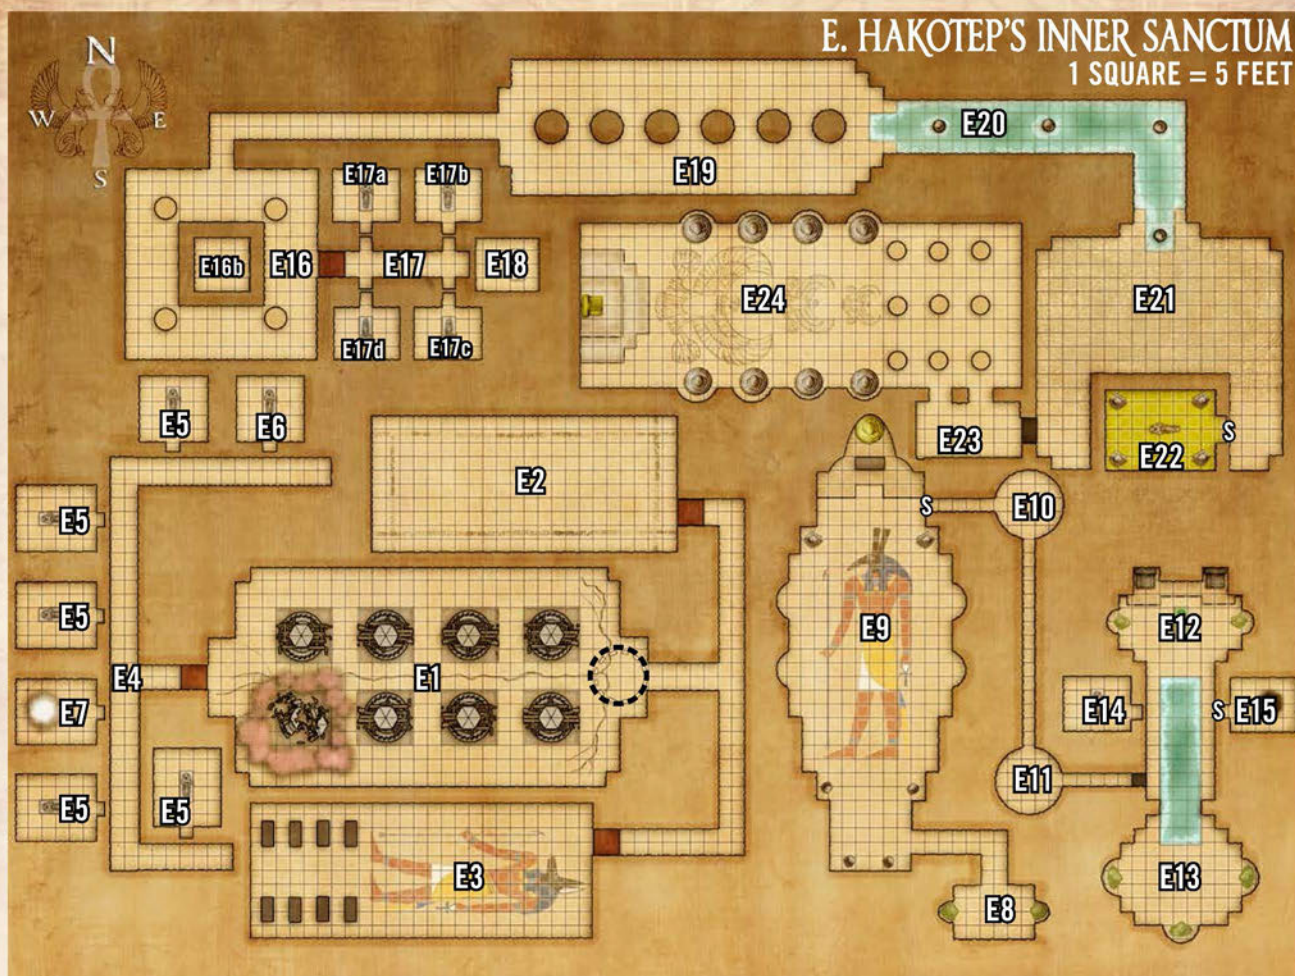 E. HAKOTEP'S INNER SANCTUM
1 SQUARE = 5 FEET
N
W E
S
E20
E19
E17a E17b
E16b E16 E17 E18
E17d E17c
E24
E21
E5 E6
E23
E22 S
E2
S E10
E5
E5
E9
E12
E4 E1
E7
E14 S E15
E5 E5
E11
E3
E13
E8